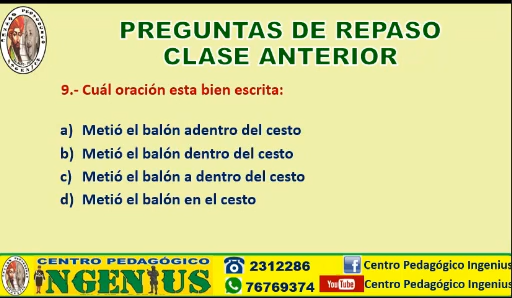 PREGUNTAS DE REPASO
CLASE ANTERIOR
9.- Cuál oración esta bien escrita:
a) Metió el balón adentro del cesto
b) Metió el balón dentro del cesto
c) Metió el balón a dentro del cesto
d) Metió el balón en el cesto
CENTRO PEDAGÓGICO
INGENIUS
2312286
76769374
Centro Pedagógico Ingenius
YouTube Centro Pedagógico Ingenius